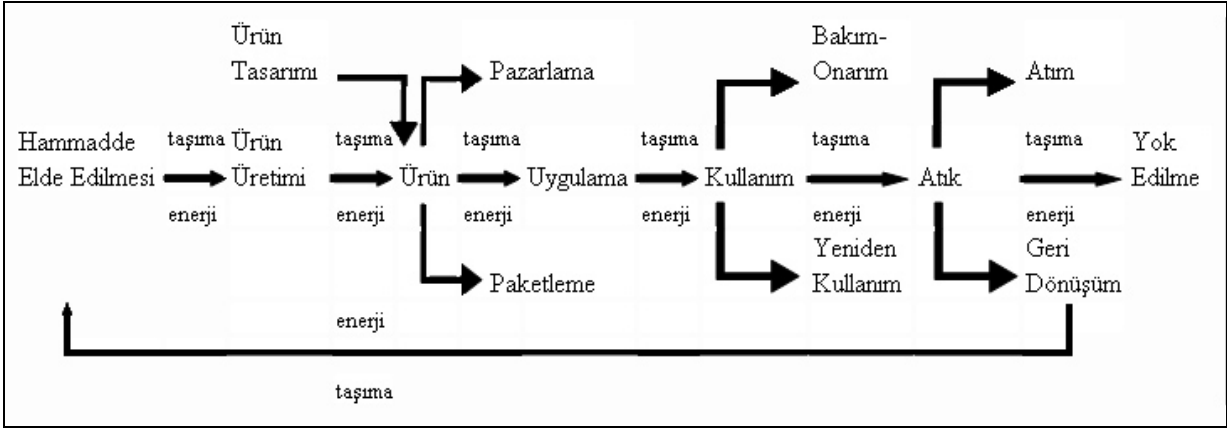 Ürün
Tasarımı
Pazarlama
Bakım-
Onarım
Atım
Hammadde
Elde Edilmesi
taşıma
enerji
Ürün
Üretimi
taşıma
enerji
Ürün
taşıma
enerji
Uygulama
taşıma
enerji
Kullanım
taşıma
enerji
Atık
taşıma
enerji
Yok
Edilme
Paketleme
Yeniden
Kullanım
Geri
Dönüşüm
enerji
taşıma